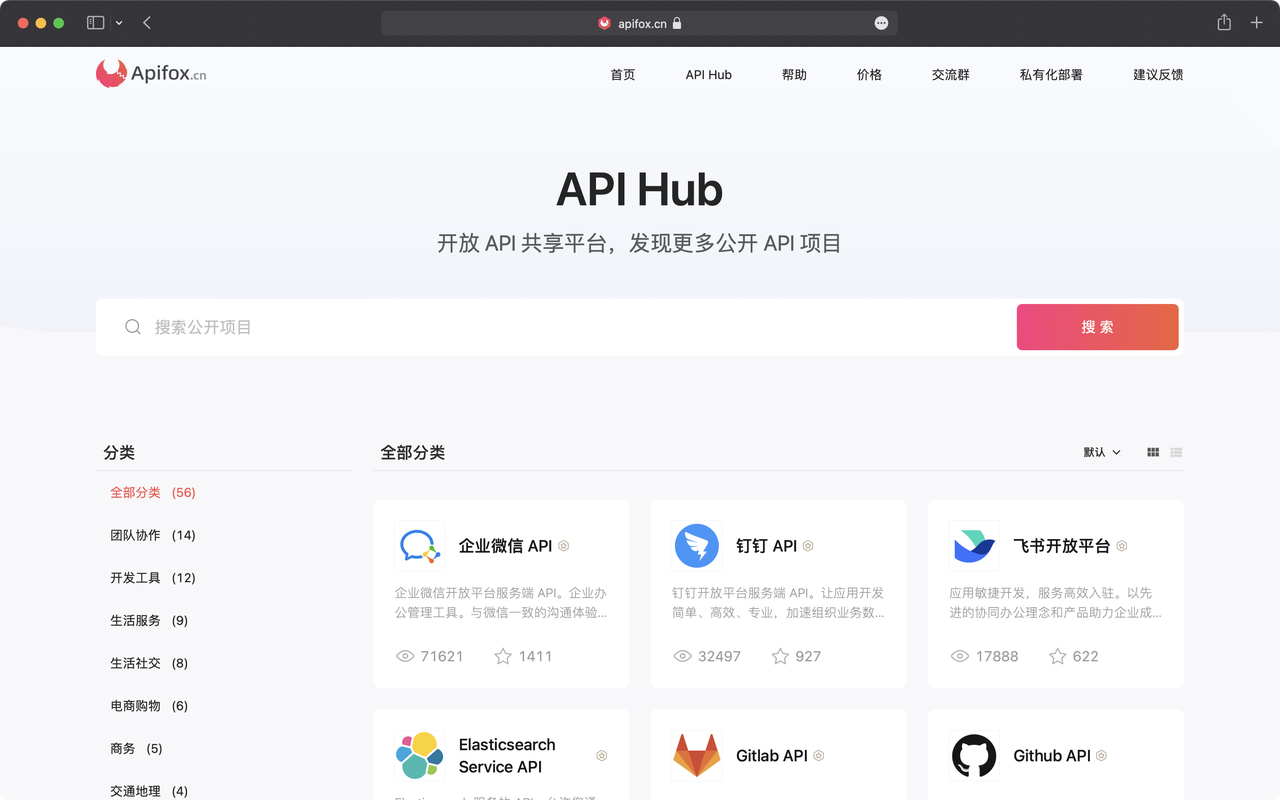 apifox.cn
Apifox.cn
首页 API Hub 帮助 价格 交流群 私有化部署 建议反馈
API Hub
开放 API 共享平台，发现更多公开 API 项目
搜索公开项目
搜 索
分类
全部分类 (56)
团队协作 (14)
开发工具 (12)
生活服务 (9)
生活社交 (8)
电商购物 (6)
商务 (5)
交通地理 (4)
全部分类
默认
企业微信 API
企业微信开放平台服务端 API。企业办
公管理工具。与微信一致的沟通体验...
71621 1411
钉钉 API
钉钉开放平台服务端 API。让应用开发
简单、高效、专业，加速组织业务数...
32497 927
飞书开放平台
应用敏捷开发，服务高效入驻。以先
进的协同办公理念和产品助力企业成...
17888 622
Elasticsearch
Service API
Gitlab API
Github API